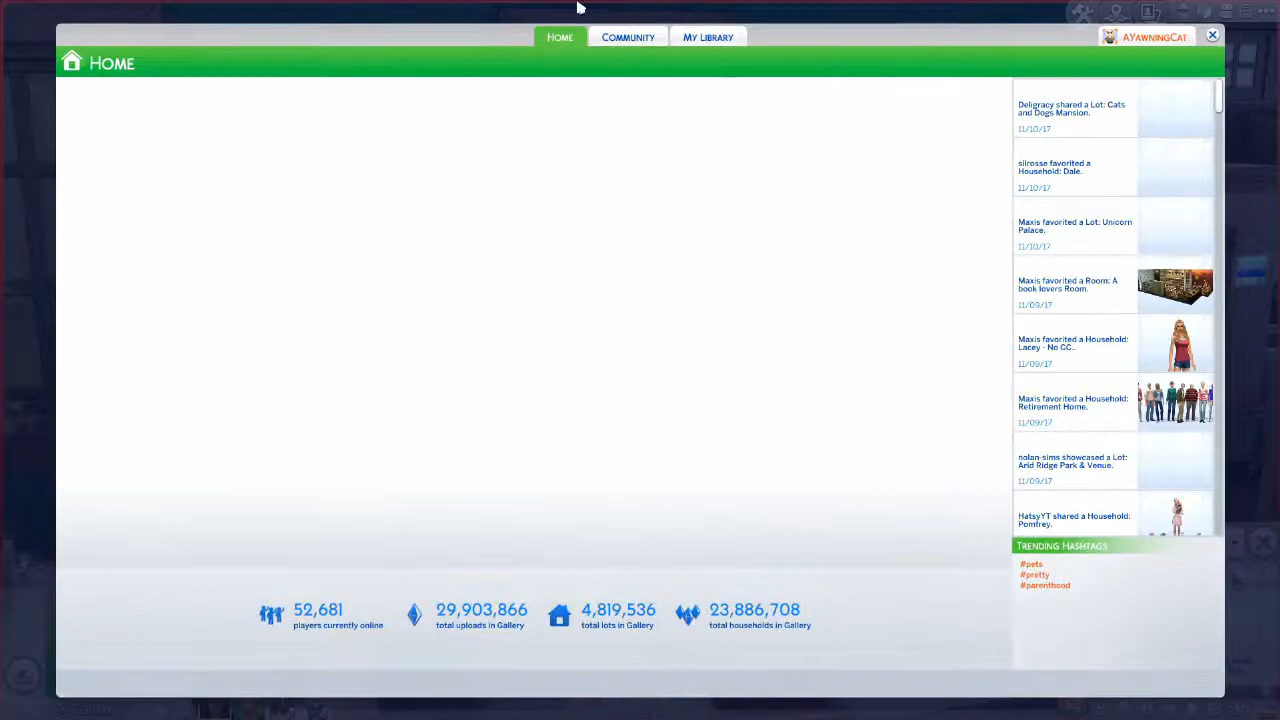 HOME
COMMUNITY
MY LIBRARY
AYAWNINGCAT
HOME
Deligracy shared a Lot: Cats
and Dogs Mansion.
11/10/17
silrosse favorited a
Household: Dale.
11/10/17
Maxis favorited a Lot: Unicorn
Palace.
11/10/17
Maxis favorited a Room: A
book lovers Room.
11/09/17
Maxis favorited a Household:
Lacey - No CC..
11/09/17
Maxis favorited a Household:
Retirement Home.
11/09/17
nolan-sims showcased a Lot:
Arid Ridge Park & Venue.
11/09/17
HatsyYT shared a Household:
Pomfrey.
TRENDING HASHTAGS
#pets
#pretty
#parenthood
52,681
players currently online
29,903,866
total uploads in Gallery
4,819,536
total lots in Gallery
23,886,708
total households in Gallery